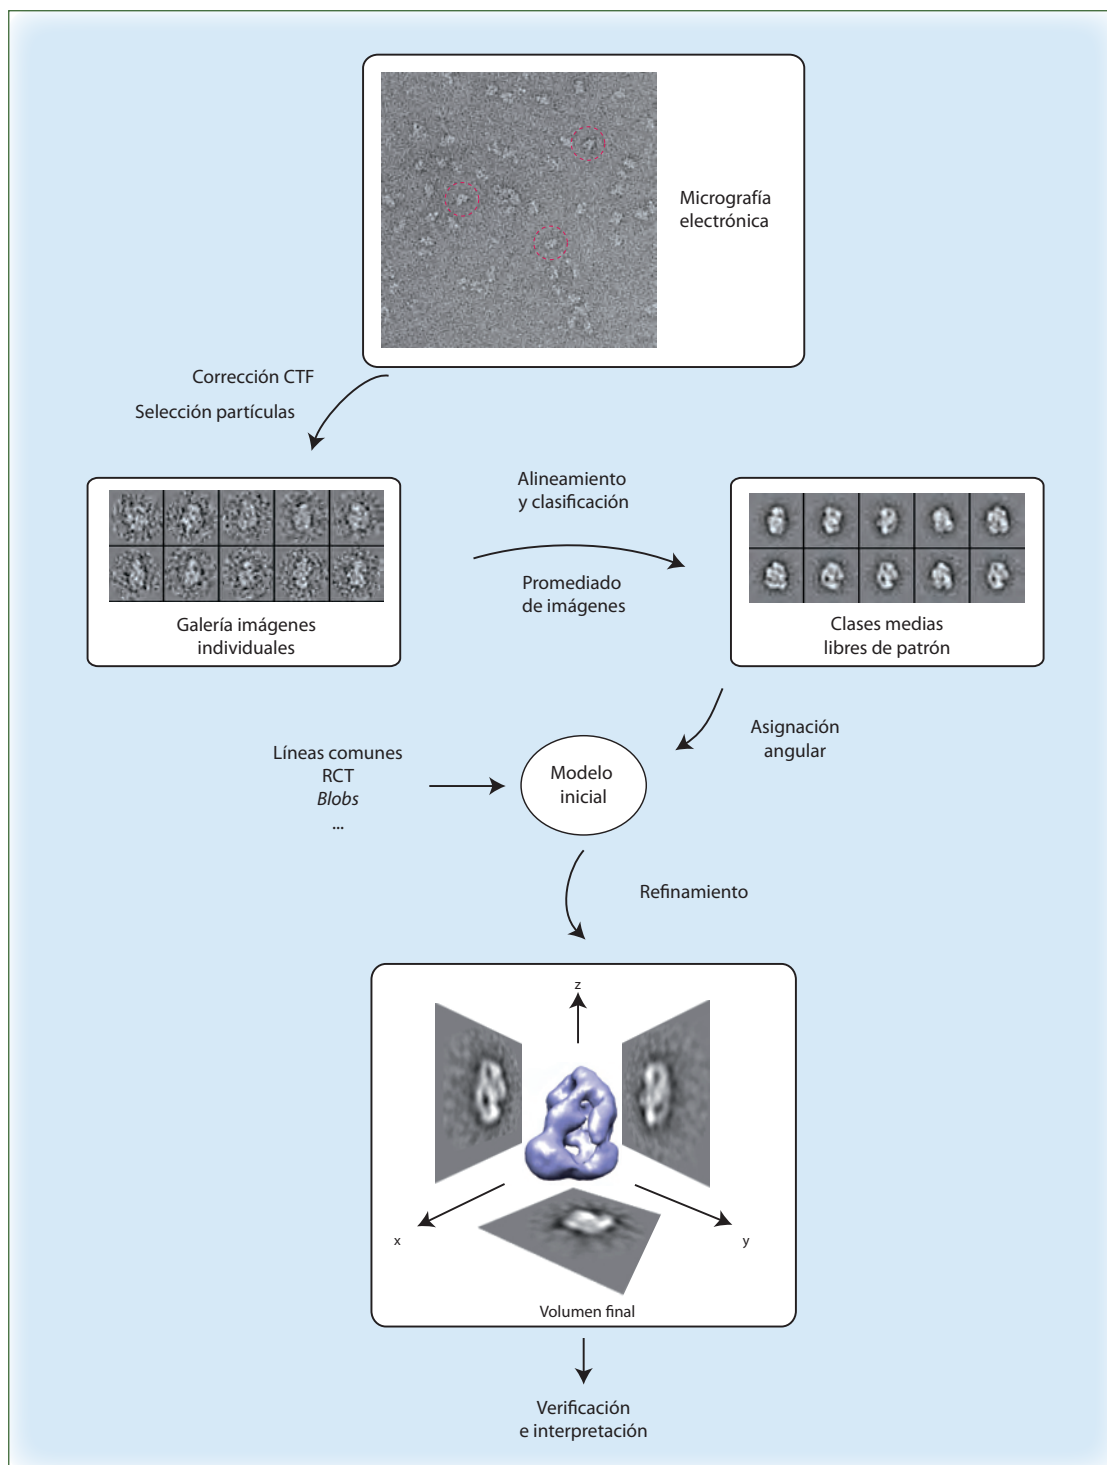 Micrografía
electrónica
Corrección CTF
Selección partículas
Alineamiento
y clasificación
Promediado
de imágenes
Galería imágenes
individuales
Clases medias
libres de patrón
Asignación
angular
Líneas comunes
RCT
Blobs
...
Modelo
inicial
Refinamiento
z
x
y
Volumen final
Verificación
e interpretación